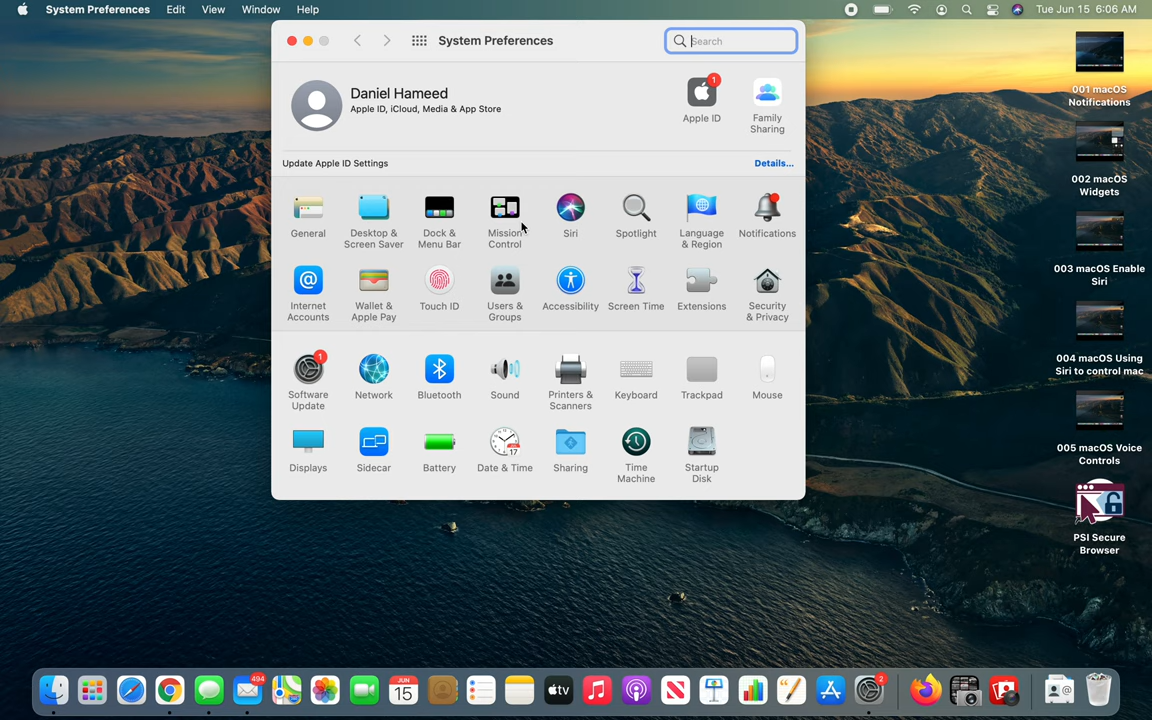 System Preferences Edit View Window Help Tue Jun 15 6:06 AM
System Preferences Search
Daniel Hameed
Apple ID, iCloud, Media & App Store
1
Apple ID
Family
Sharing
Update Apple ID Settings Details...
General
Desktop &
Screen Saver
Dock &
Menu Bar
Mission
Control
Siri
Spotlight
Language
& Region
Notifications
@
Internet
Accounts
Wallet &
Apple Pay
Touch ID
Users &
Groups
Accessibility
Screen Time
Extensions
Security
& Privacy
1
Software
Update
Network
Bluetooth
Sound
Printers &
Scanners
Keyboard
Trackpad
Mouse
Displays
Sidecar
Battery
17
Date & Time
Sharing
Time
Machine
Startup
Disk
001 macOS
Notifications
002 macOS
Widgets
003 macOS Enable
Siri
004 macOS Using
Siri to control mac
005 macOS Voice
Controls
PSI Secure
Browser
494
JUN
15
tv
2
@